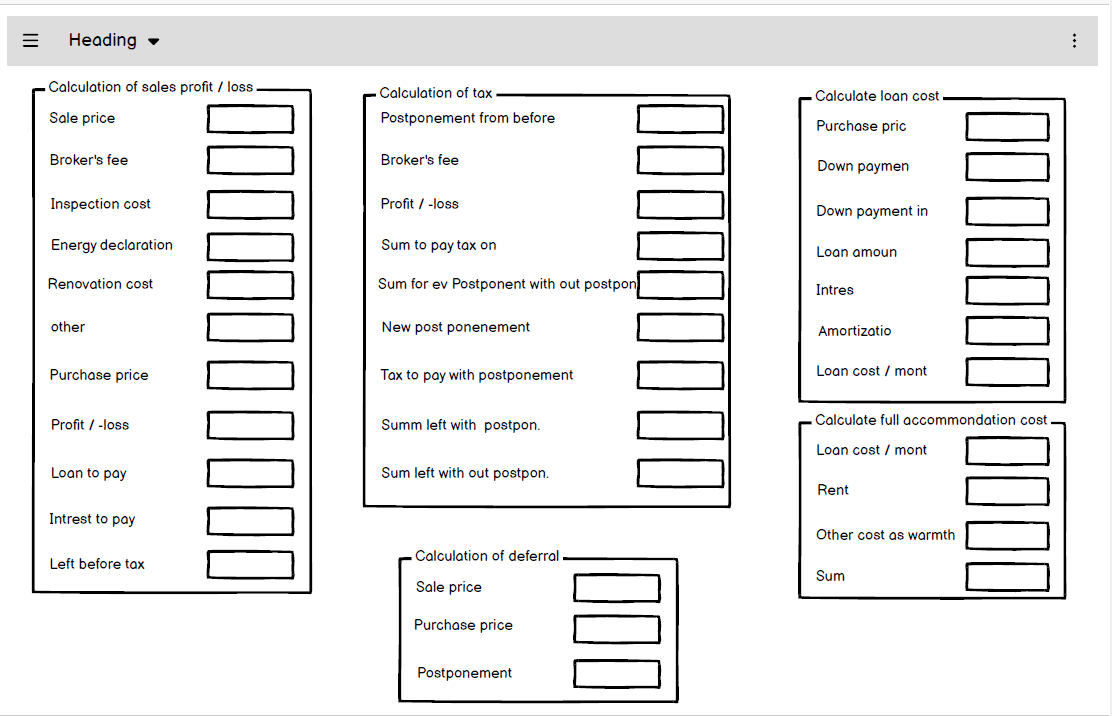 Heading
Calculation of sales profit / loss
Sale price
Broker's fee
Inspection cost
Energy declaration
Renovation cost
other
Purchase price
Profit / -loss
Loan to pay
Intrest to pay
Left before tax
Calculation of tax
Postponement from before
Broker's fee
Profit / -loss
Sum to pay tax on
Sum for ev Postponent with out postpon
New post ponenement
Tax to pay with postponement
Summ left with postpon.
Sum left with out postpon.
Calculation of deferral
Sale price
Purchase price
Postponement
Calculate loan cost
Purchase pric
Down paymen
Down payment in
Loan amoun
Intres
Amortizatio
Loan cost / mont
Calculate full accommondation cost
Loan cost / mont
Rent
Other cost as warmth
Sum